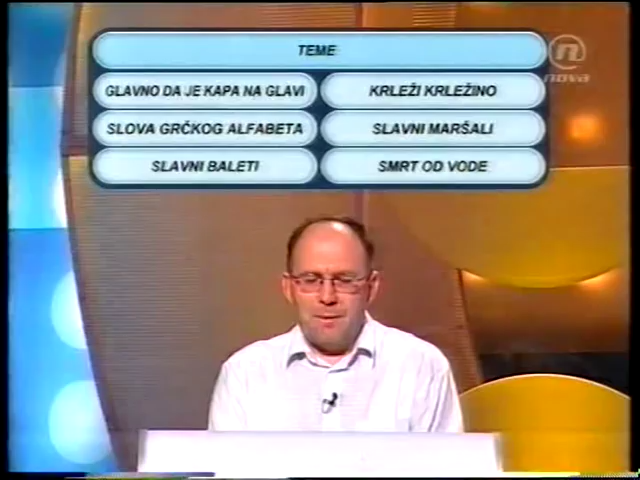 TEME
GLAVNO DA JE KAPA NA GLAVI
KRLEŽI KRLEŽINO
SLOVA GRČKOG ALFABETA
SLAVNI MARŠALI
SLAVNI BALETI
SMRT OD VODE
n
nova